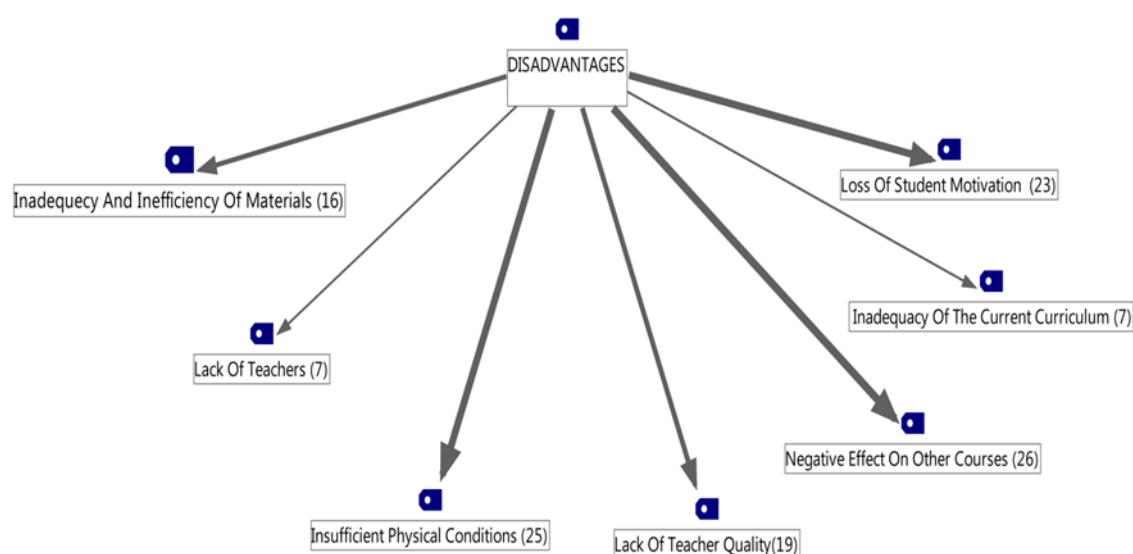 DISADVANTAGES
Loss Of Student Motivation (23)
Inadequecy And Inefficiency Of Materials (16)
Inadequacy Of The Current Curriculum (7)
Lack Of Teachers (7)
Negative Effect On Other Courses (26)
Insufficient Physical Conditions (25)
Lack Of Teacher Quality(19)